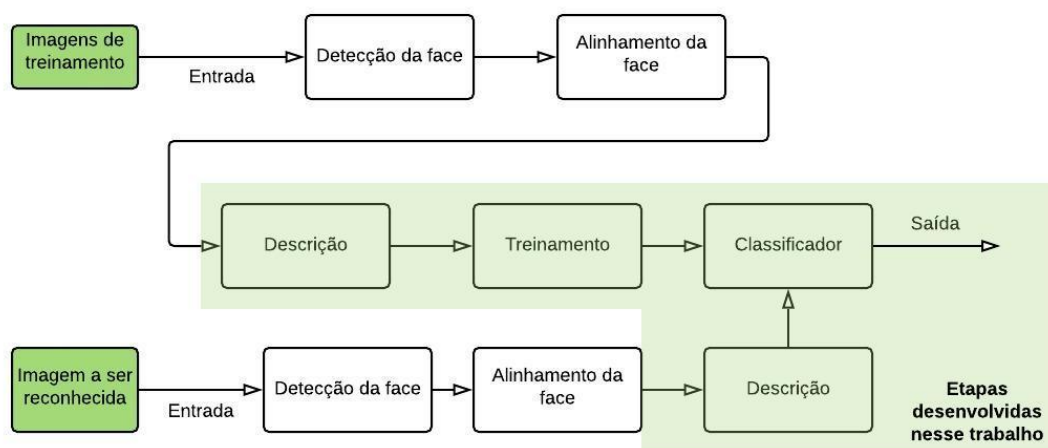 Imagens de
treinamento
Entrada
Detecção da face
Alinhamento da
face
Descrição
Treinamento
Classificador
Saída
Imagem a ser
reconhecida
Entrada
Detecção da face
Alinhamento da
face
Descrição
Etapas
desenvolvidas
nesse trabalho